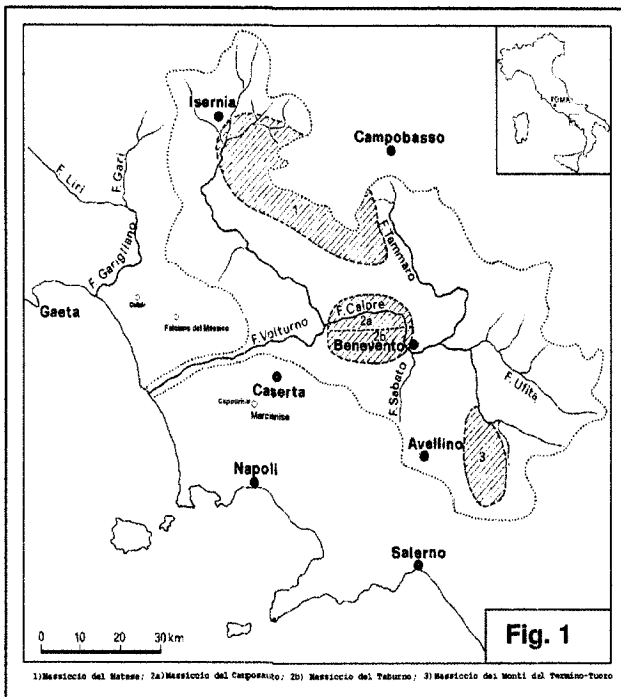 Isernia
Campobasso
ROMA
F. Liri
F. Gari
F. Garigliano
F. Tammaro
Gaeta
Falciano del Massico
F. Volturno
F. Calore
2a
2b
Benevento
1
Caserta
Marcianise
F. Sabato
F. Ufita
Avellino
3
Napoli
Salerno
0 10 20 30 km
Fig. 1
1)Massiccio del Matese; 2a)Massiccio del Camposauro; 2b) Massiccio del Taburno; 3)Massiccio dei Monti del Termino-Tuoro